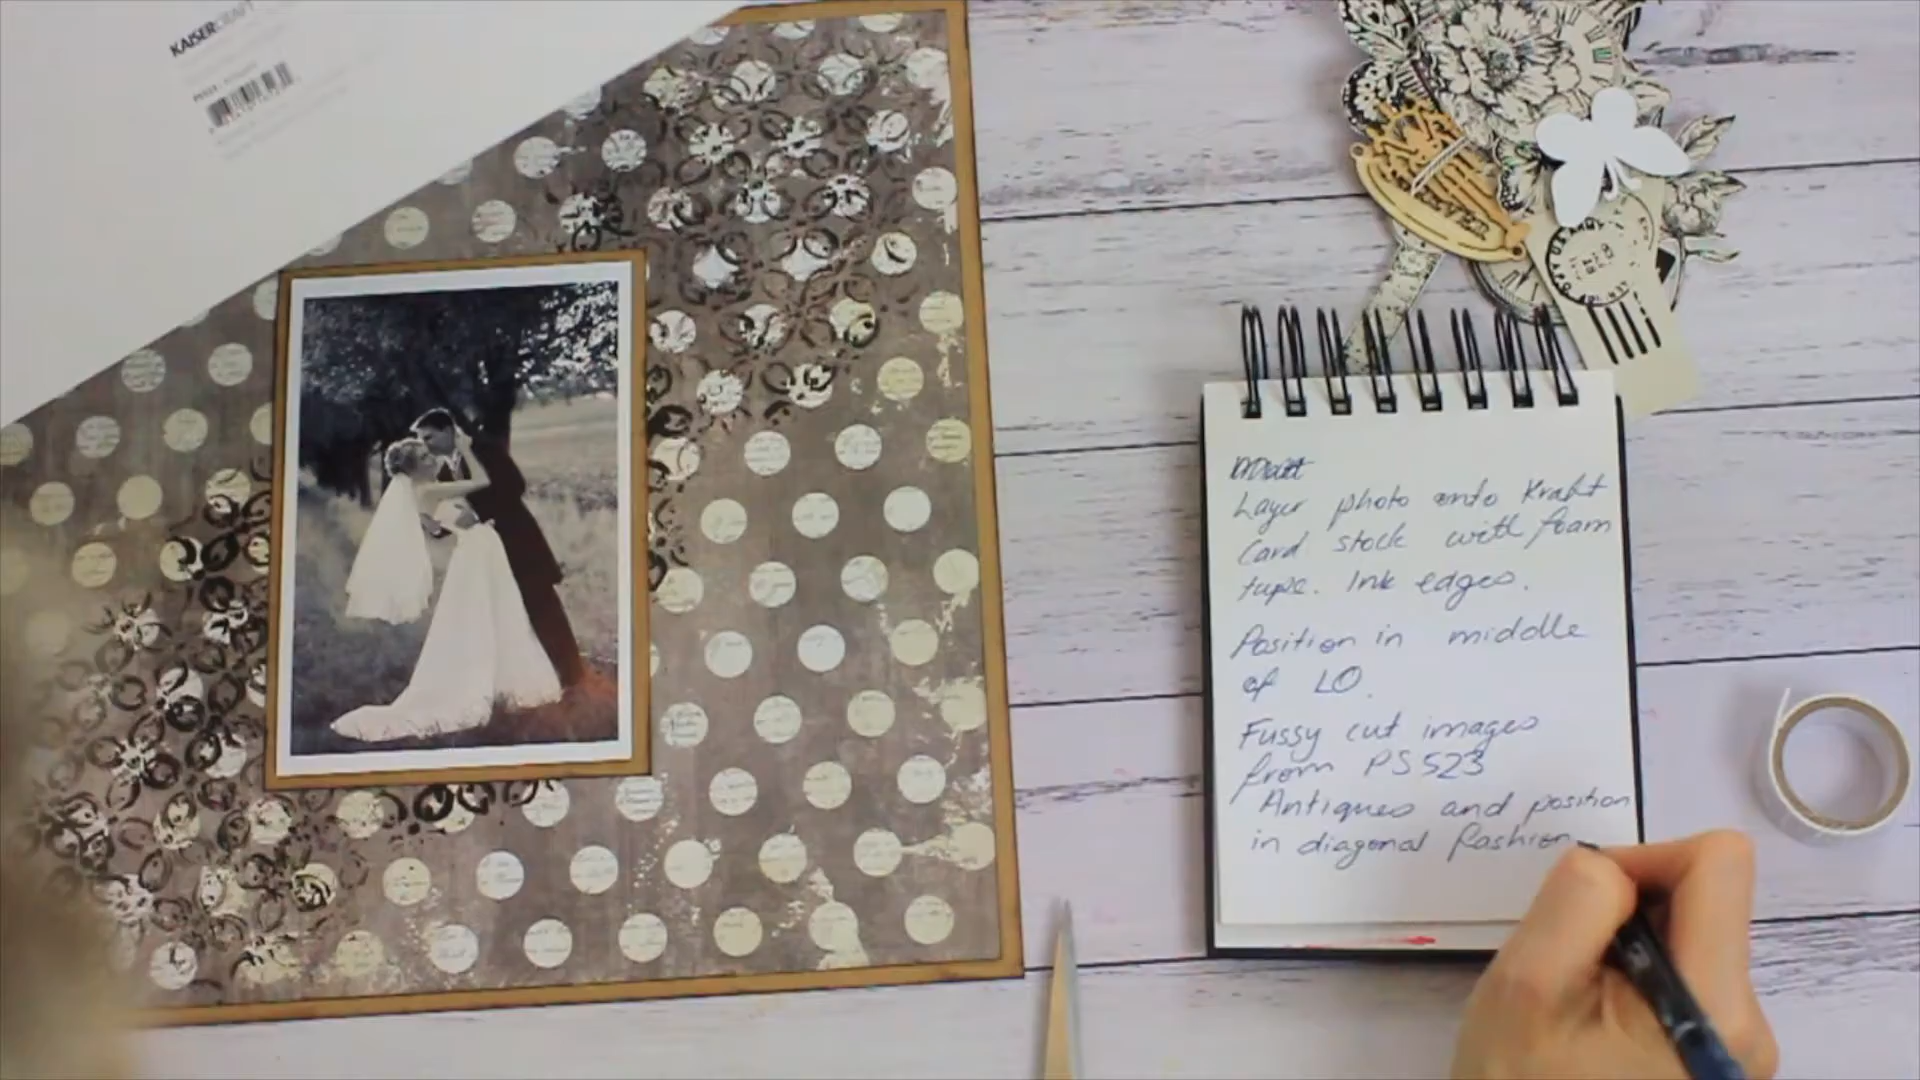 KAISERCRAFT
Layer photo onto Kraft
Card stock with foam
tape. Ink edges.
Position in middle
of LO.
Fussy cut images
from PS523
Antiques and position
in diagonal fashion